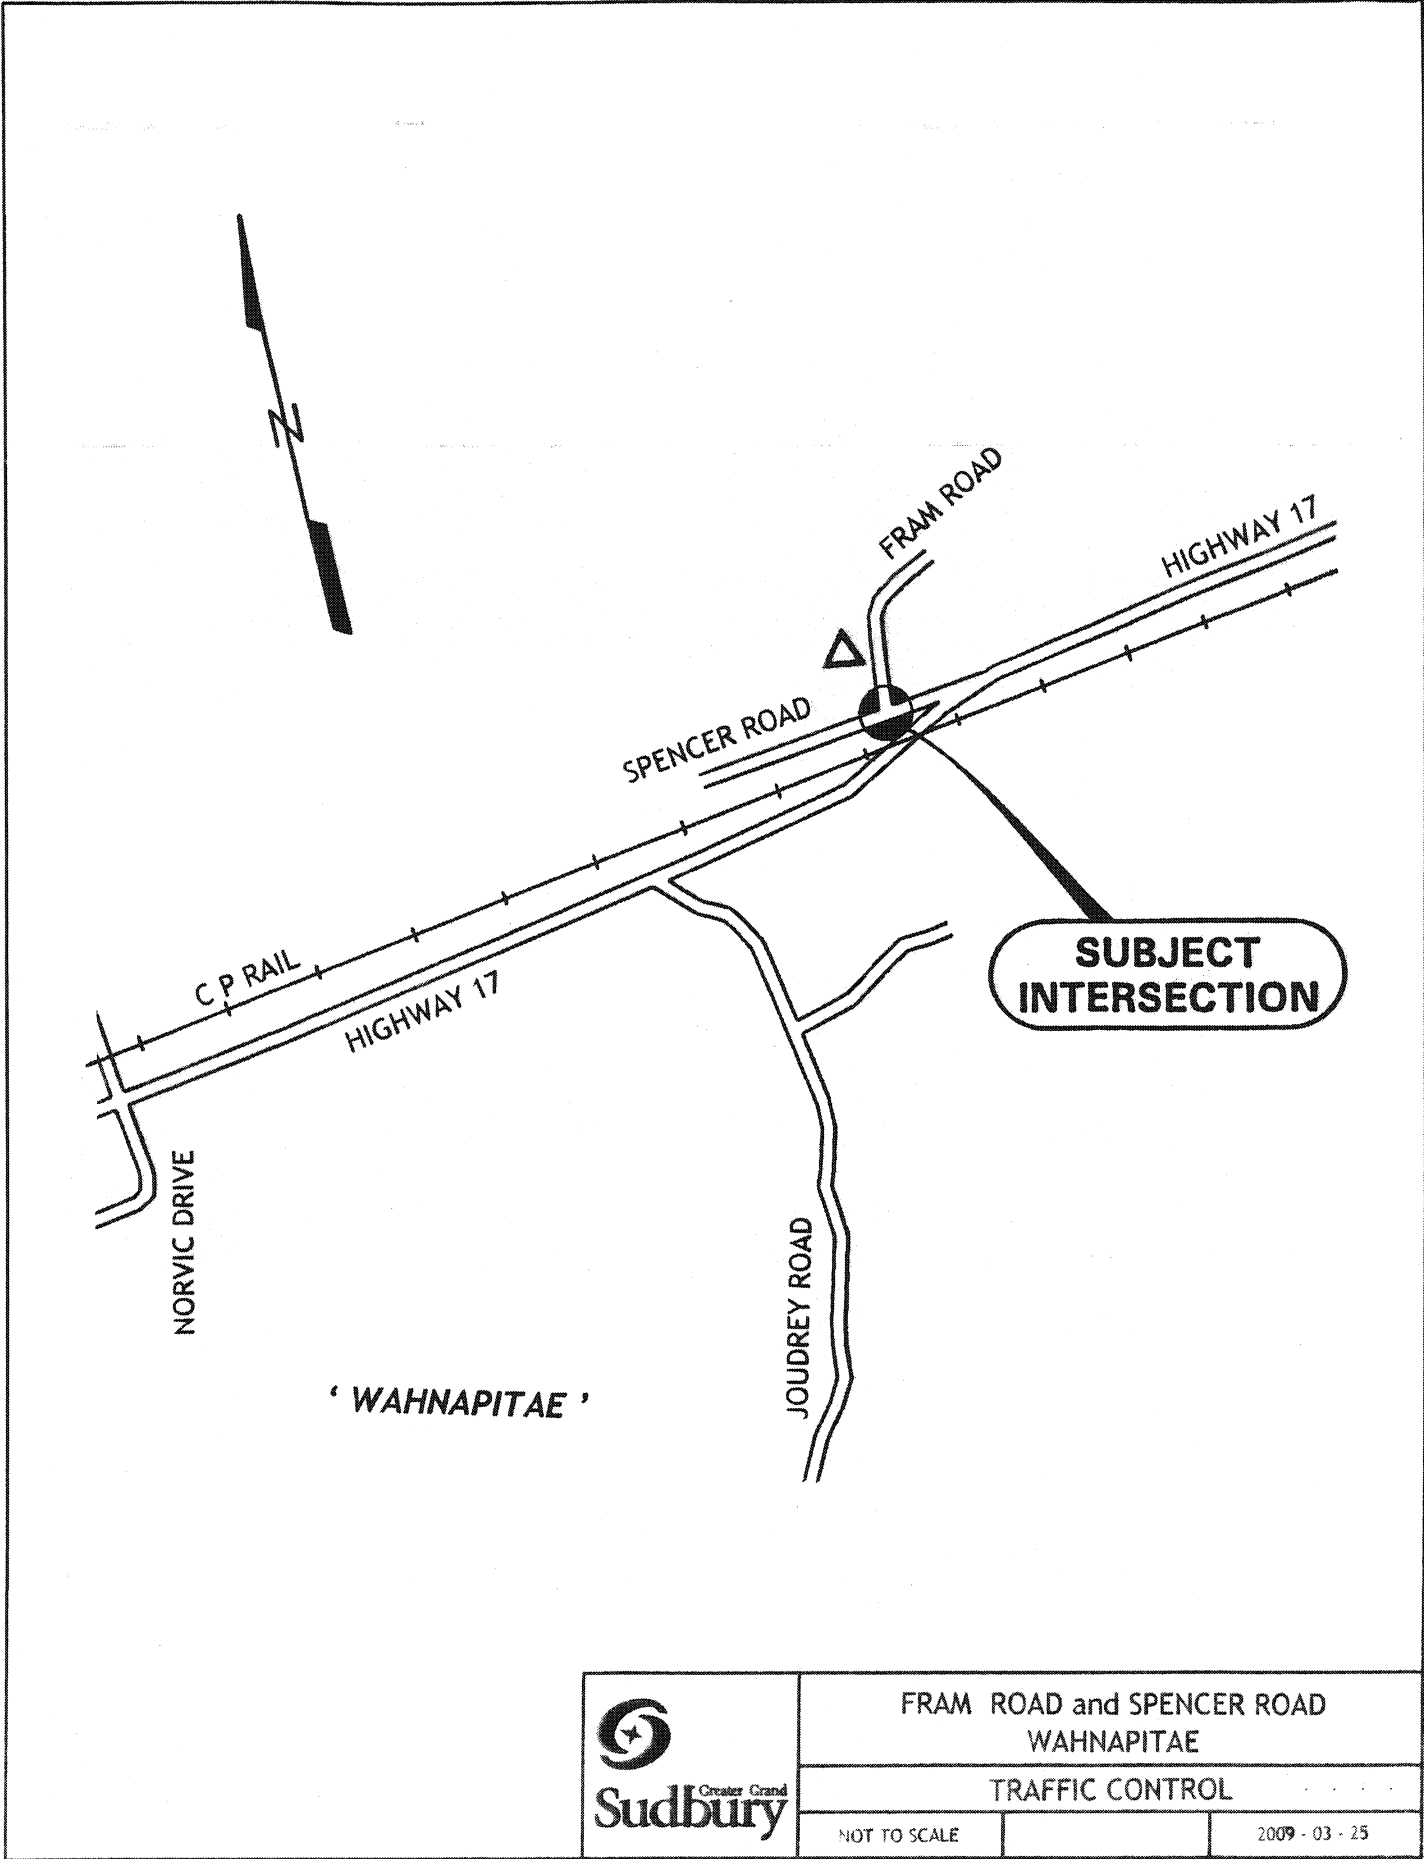 N
FRAM ROAD
HIGHWAY 17
SPENCER ROAD
SUBJECT
INTERSECTION
C P RAIL
HIGHWAY 17
NORVIC DRIVE
JOUDREY ROAD
‘ WAHNAPITAE ’
FRAM ROAD and SPENCER ROAD
WAHNAPITAE
TRAFFIC CONTROL
Greater Grand
Sudbury
NOT TO SCALE
2009 - 03 - 25